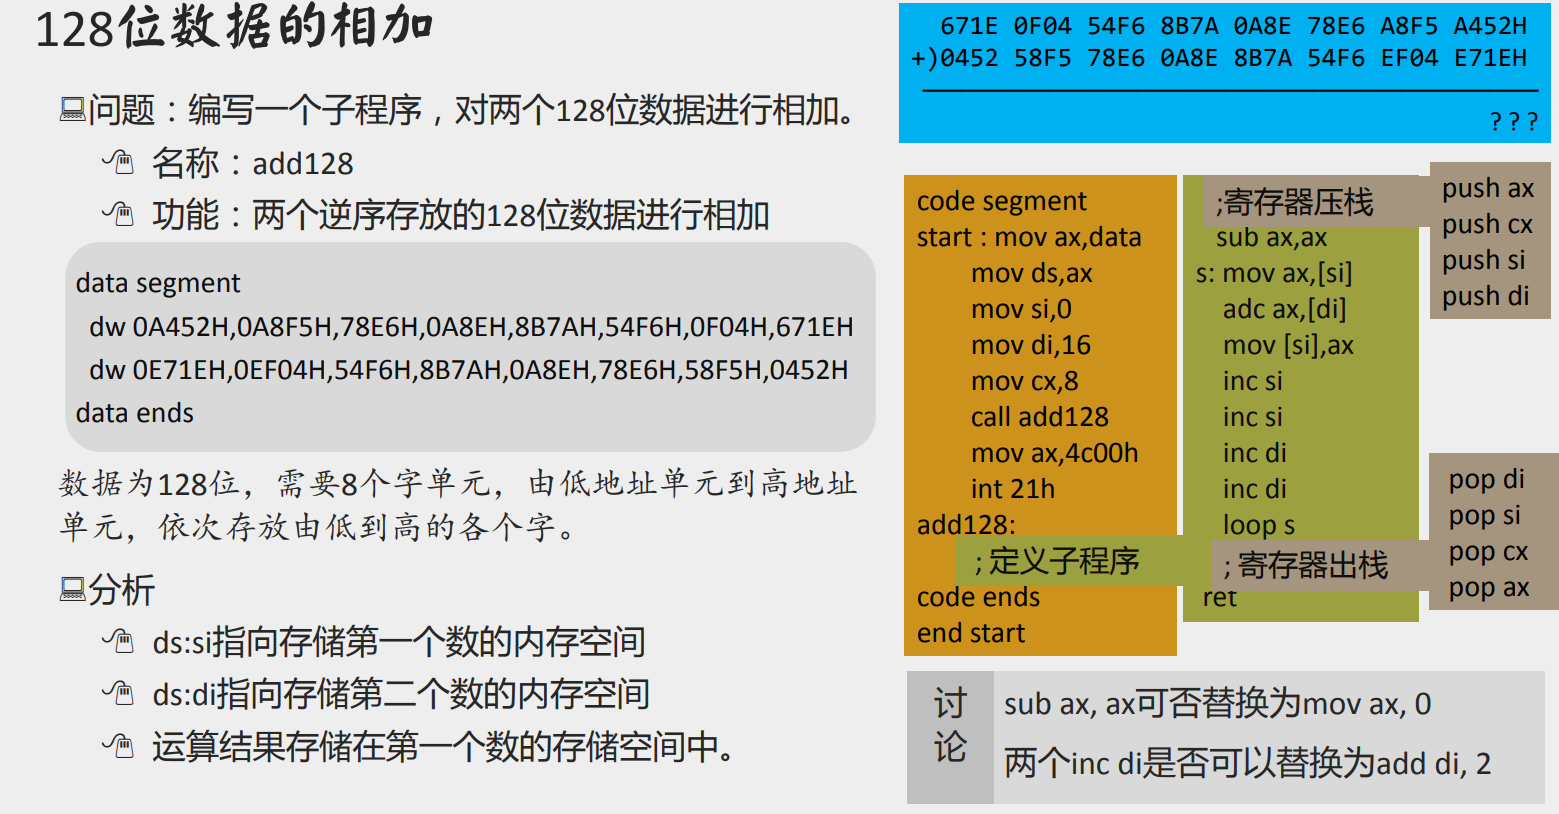 128位数据的相加
问题：编写一个子程序，对两个128位数据进行相加。
名称：add128
功能：两个逆序存放的128位数据进行相加
data segment
dw 0A452H,0A8F5H,78E6H,0A8EH,8B7AH,54F6H,0F04H,671EH
dw 0E71EH,0EF04H,54F6H,8B7AH,0A8EH,78E6H,58F5H,0452H
data ends
数据为128位，需要8个字单元，由低地址单元到高地址
单元，依次存放由低到高的各个字。
分析
ds:si指向存储第一个数的内存空间
ds:di指向存储第二个数的内存空间
运算结果存储在第一个数的存储空间中。
671E 0F04 54F6 8B7A 0A8E 78E6 A8F5 A452H
+)0452 58F5 78E6 0A8E 8B7A 54F6 EF04 E71EH
???
code segment
start : mov ax,data
mov ds,ax
mov si,0
mov di,16
mov cx,8
call add128
mov ax,4c00h
int 21h
add128:
; 定义子程序
code ends
end start
;寄存器压栈
sub ax,ax
s: mov ax,[si]
adc ax,[di]
mov [si],ax
inc si
inc si
inc di
inc di
loop s
; 寄存器出栈
ret
push ax
push cx
push si
push di
pop di
pop si
pop cx
pop ax
讨论
sub ax, ax可否替换为mov ax, 0
两个inc di是否可以替换为add di, 2